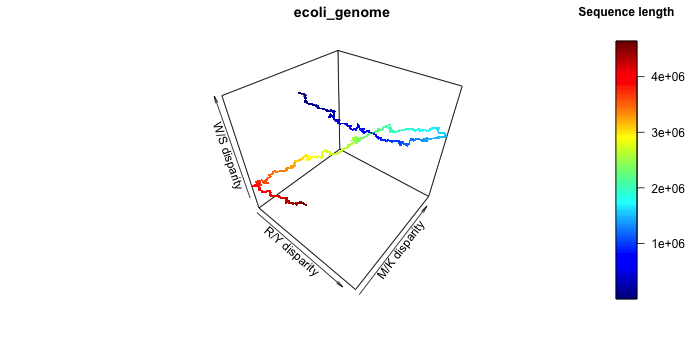 ecoli_genome
Sequence length
W/S disparity
R/Y disparity
M/K disparity
4e+06
3e+06
2e+06
1e+06